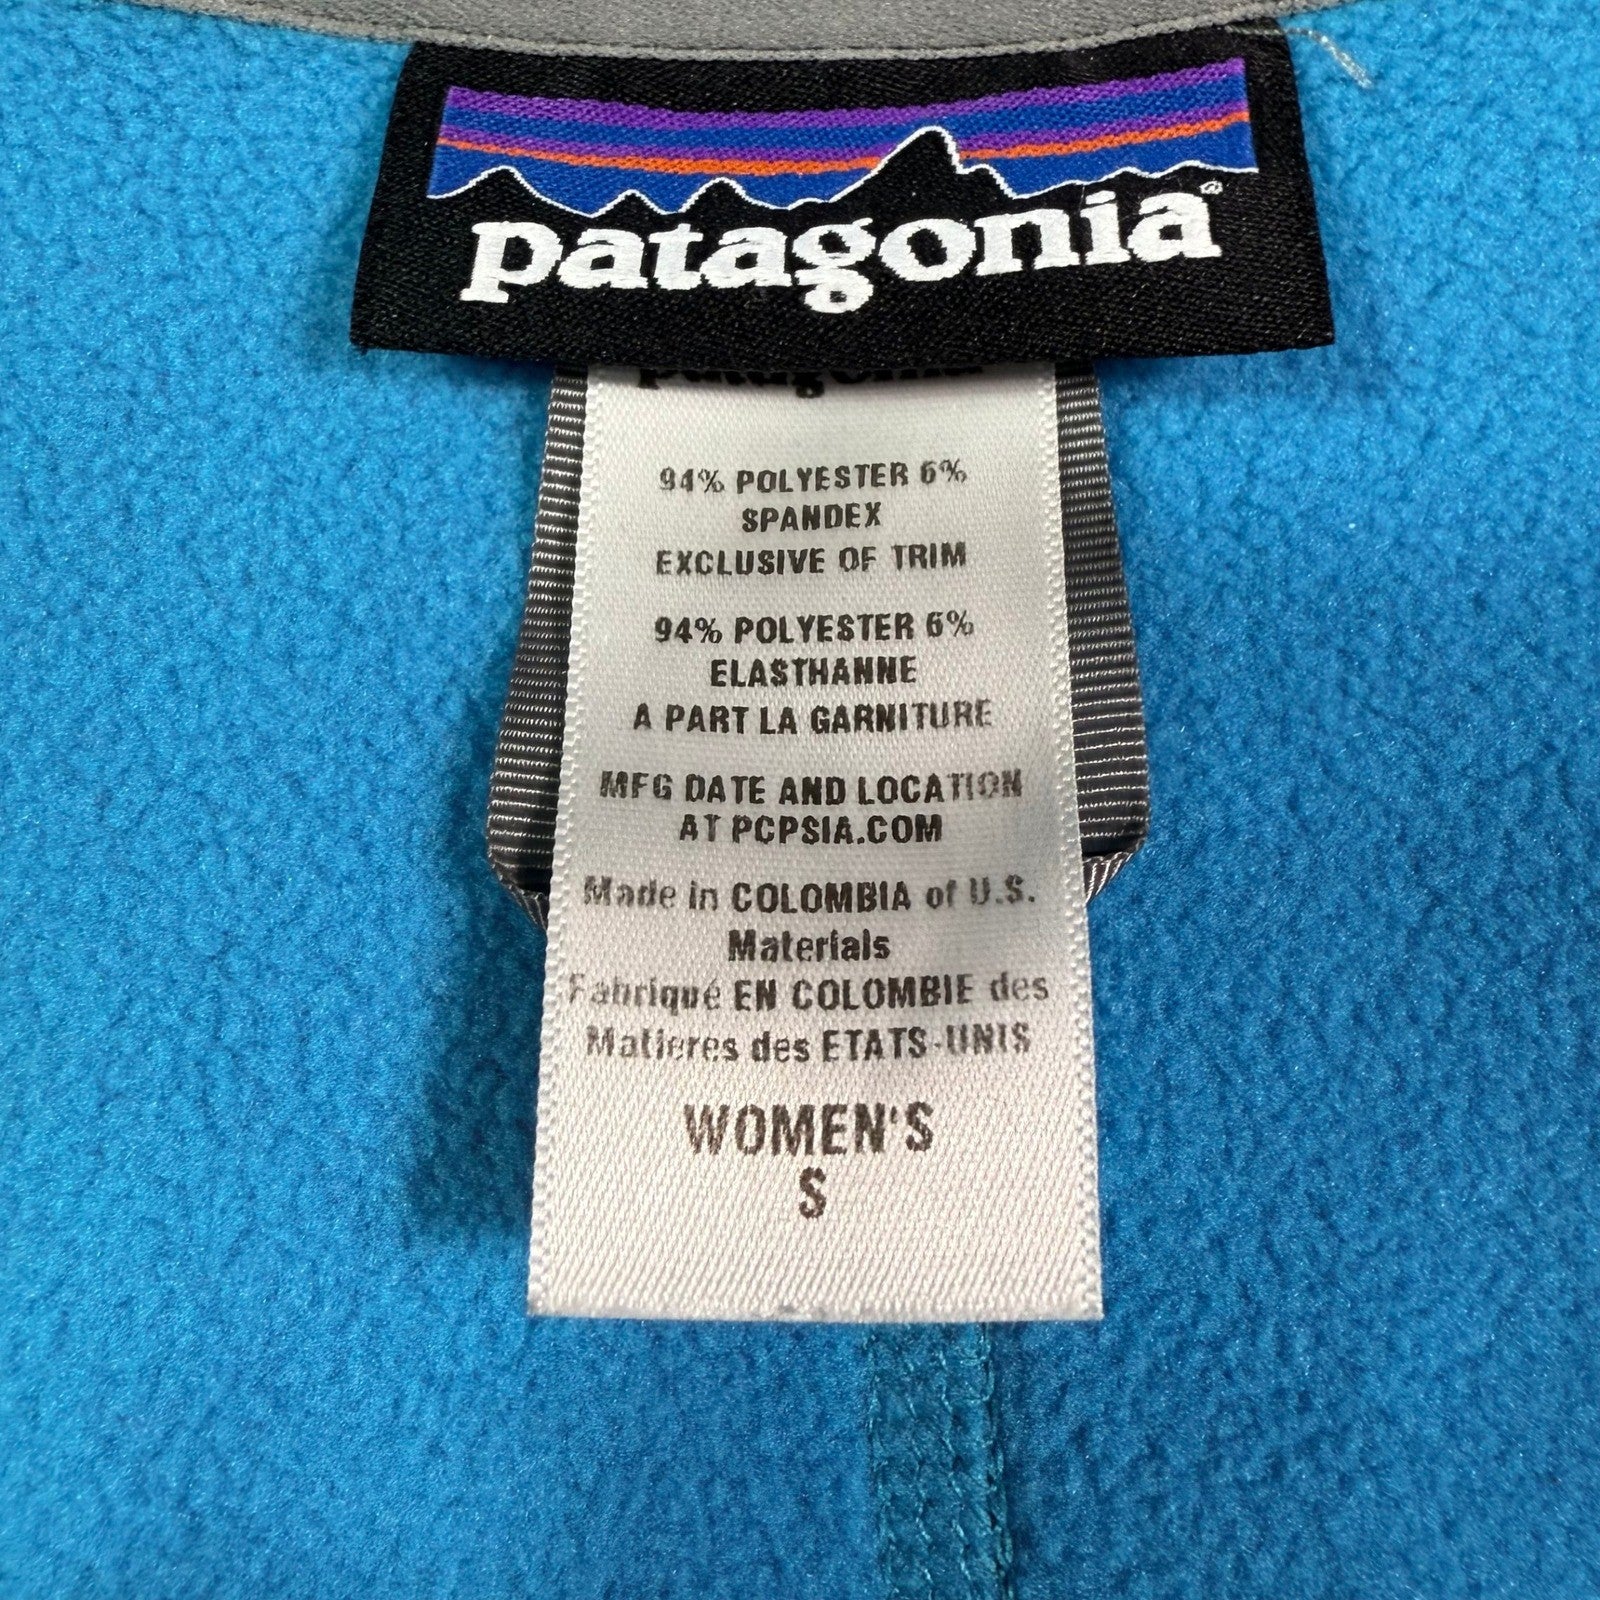 patagonia®
patagonia
94% POLYESTER 6%
SPANDEX
EXCLUSIVE OF TRIM
94% POLYESTER 6%
ELASTHANNE
A PART LA GARNITURE
MFG DATE AND LOCATION
AT PCPSIA.COM
Made in COLOMBIA of U.S.
Materials
Fabriqué EN COLOMBIE des
Matieres des ETATS-UNIS
WOMEN'S
S